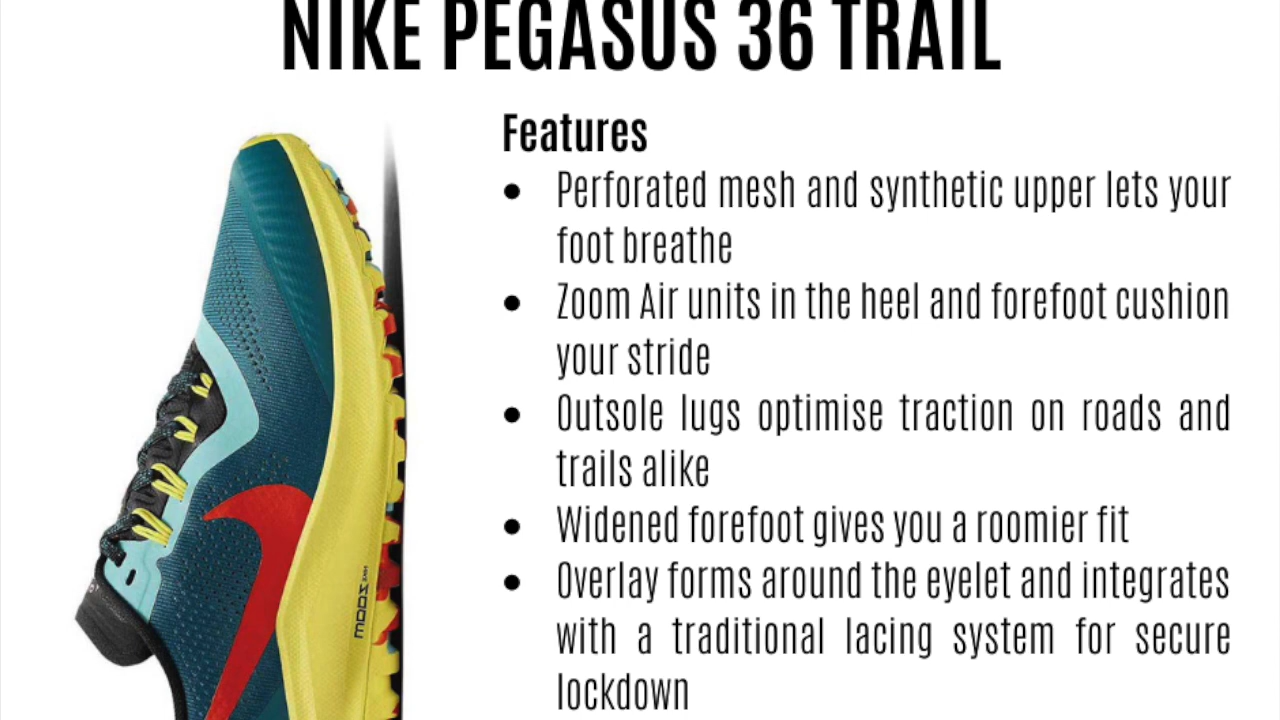 NIKE PEGASUS 36 TRAIL
Features
• Perforated mesh and synthetic upper lets your
foot breathe
• Zoom Air units in the heel and forefoot cushion
your stride
• Outsole lugs optimise traction on roads and
trails alike
• Widened forefoot gives you a roomier fit
• Overlay forms around the eyelet and integrates
with a traditional lacing system for secure
lockdown
ZOOM